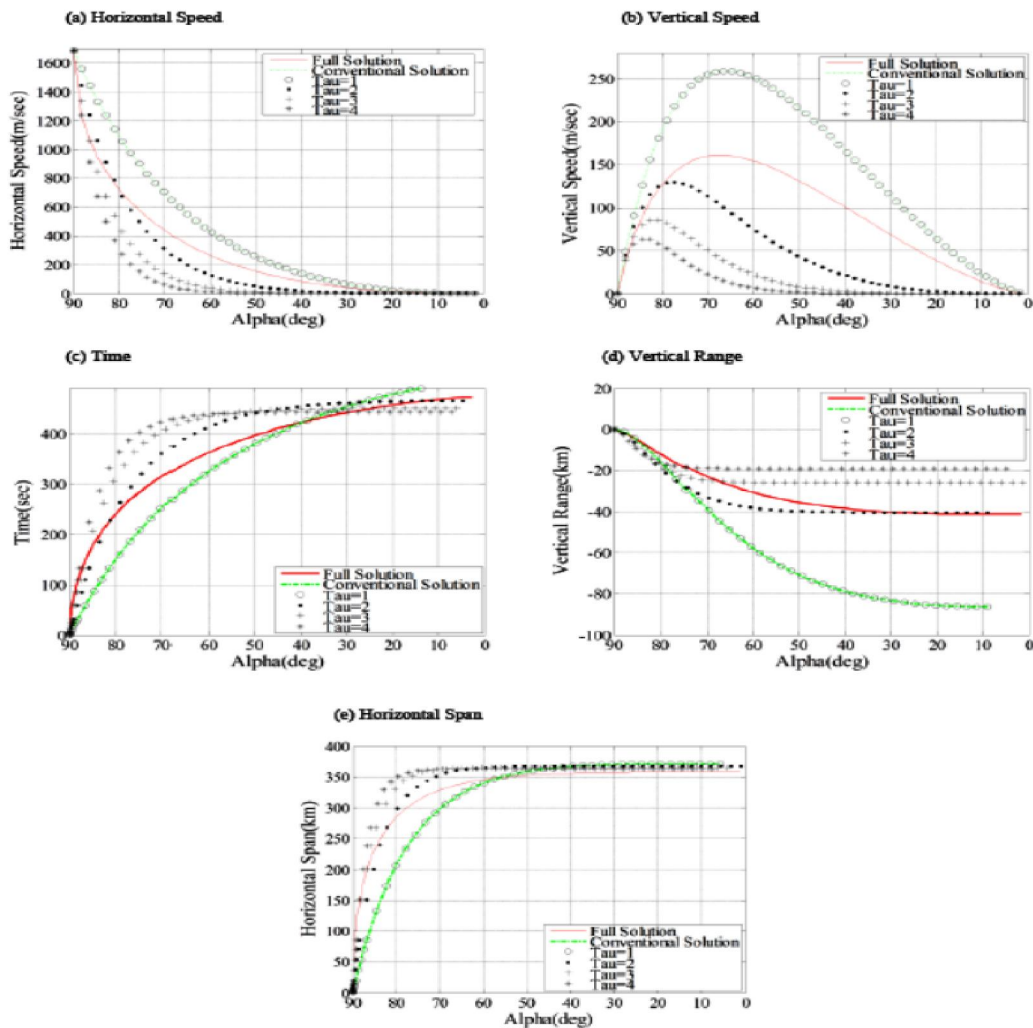 (a) Horizontal Speed
Horizontal Speed(m/sec)
1600
1400
1200
1000
800
600
400
200
0
90 80 70 60 50 40 30 20 10 0
Alpha(deg)
Full Solution
Conventional Solution
Tau=1
Tau=2
Tau=3
Tau=4
(b) Vertical Speed
Vertical Speed(m/sec)
250
200
150
100
50
0
90 80 70 60 50 40 30 20 10 0
Alpha(deg)
Full Solution
Conventional Solution
Tau=1
Tau=2
Tau=3
Tau=4
(c) Time
Time(sec)
400
300
200
100
0
90 80 70 60 50 40 30 20 10 0
Alpha(deg)
Full Solution
Conventional Solution
Tau=1
Tau=2
Tau=3
Tau=4
(d) Vertical Range
Vertical Range(km)
20
0
-20
-40
-60
-80
-100
90 80 70 60 50 40 30 20 10 0
Alpha(deg)
Full Solution
Conventional Solution
Tau=1
Tau=2
Tau=3
Tau=4
(e) Horizontal Span
Horizontal Span(km)
400
350
300
250
200
150
100
50
0
90 80 70 60 50 40 30 20 10 0
Alpha(deg)
Full Solution
Conventional Solution
Tau=1
Tau=2
Tau=3
Tau=4